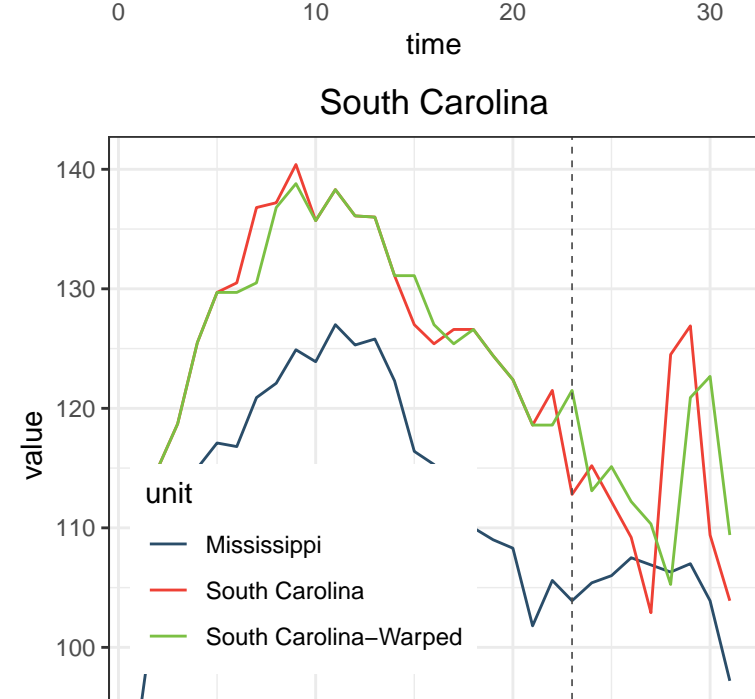 0 10 20 30
time
South Carolina
140
130
120
110
100
value
unit
Mississippi
South Carolina
South Carolina−Warped